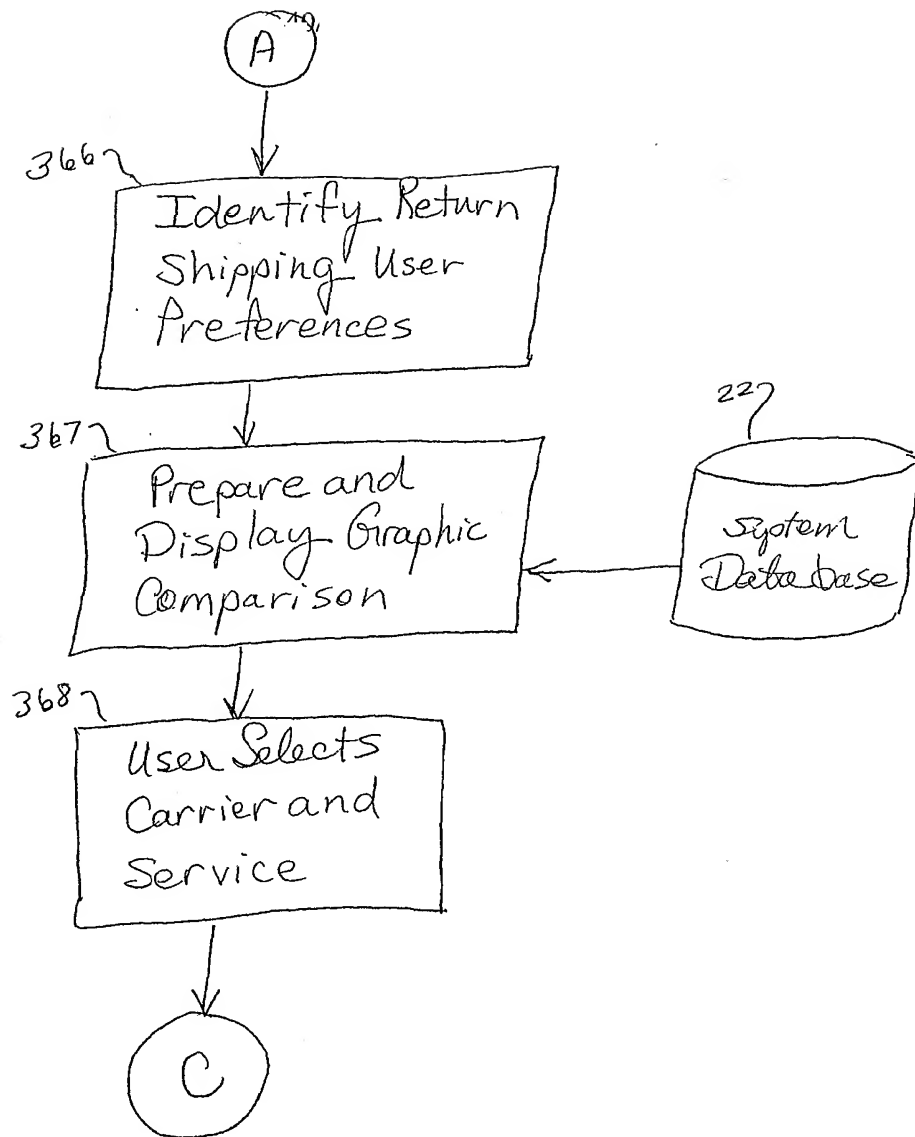 A
366
Identify Return
Shipping User
Preferences
367
Prepare and
Display Graphic
Comparison
227
System
Database
368
User Selects
Carrier and
Service
C